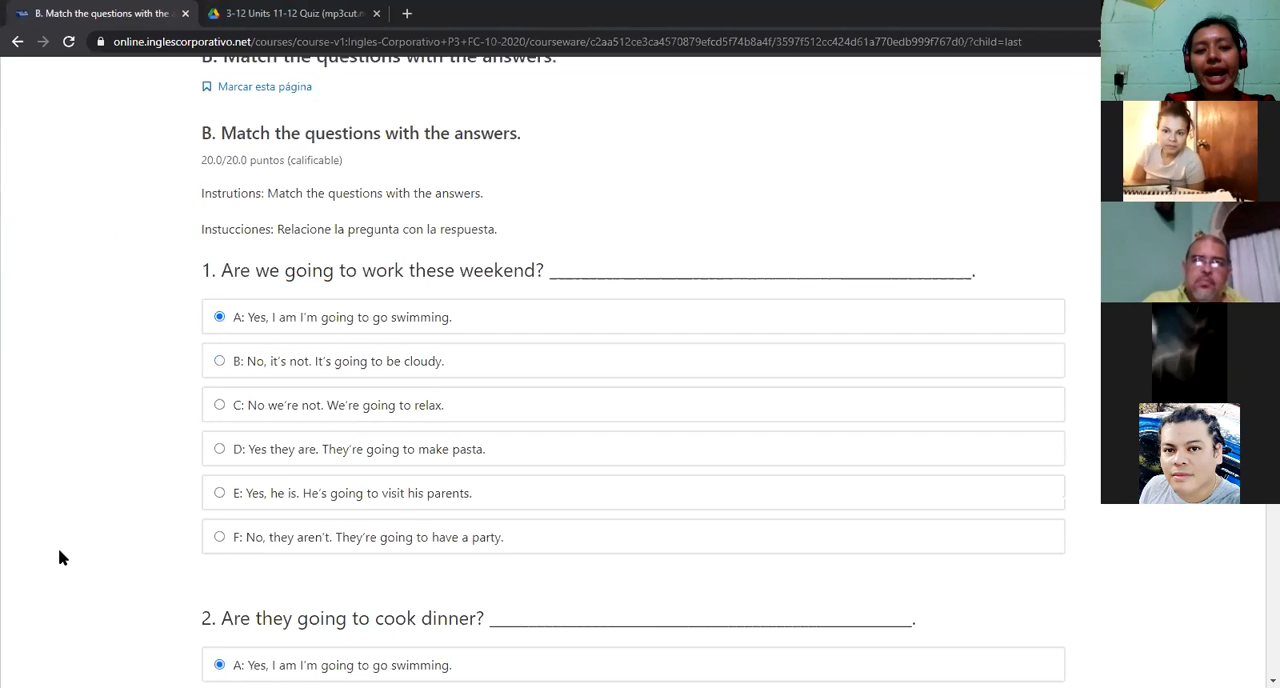 B. Match the questions with the
3-12 Units 11-12 Quiz (mp3cut.
online.inglescorporativo.net/courses/course-v1:Ingles-Corporativo+P3+FC-10-2020/courseware/c2aa512ce3ca4570879efcd5f74b8a4f/3597f512cc424d61a770edb999f767d0/?child=last
B. Match the questions with the answers.
Marcar esta página
B. Match the questions with the answers.
20.0/20.0 puntos (calificable)
Instrutions: Match the questions with the answers.
Instucciones: Relacione la pregunta con la respuesta.
1. Are we going to work these weekend? ________________________________________.
A: Yes, I am I'm going to go swimming.
B: No, it's not. It's going to be cloudy.
C: No we're not. We're going to relax.
D: Yes they are. They're going to make pasta.
E: Yes, he is. He's going to visit his parents.
F: No, they aren't. They're going to have a party.
2. Are they going to cook dinner? ________________________________________.
A: Yes, I am I'm going to go swimming.